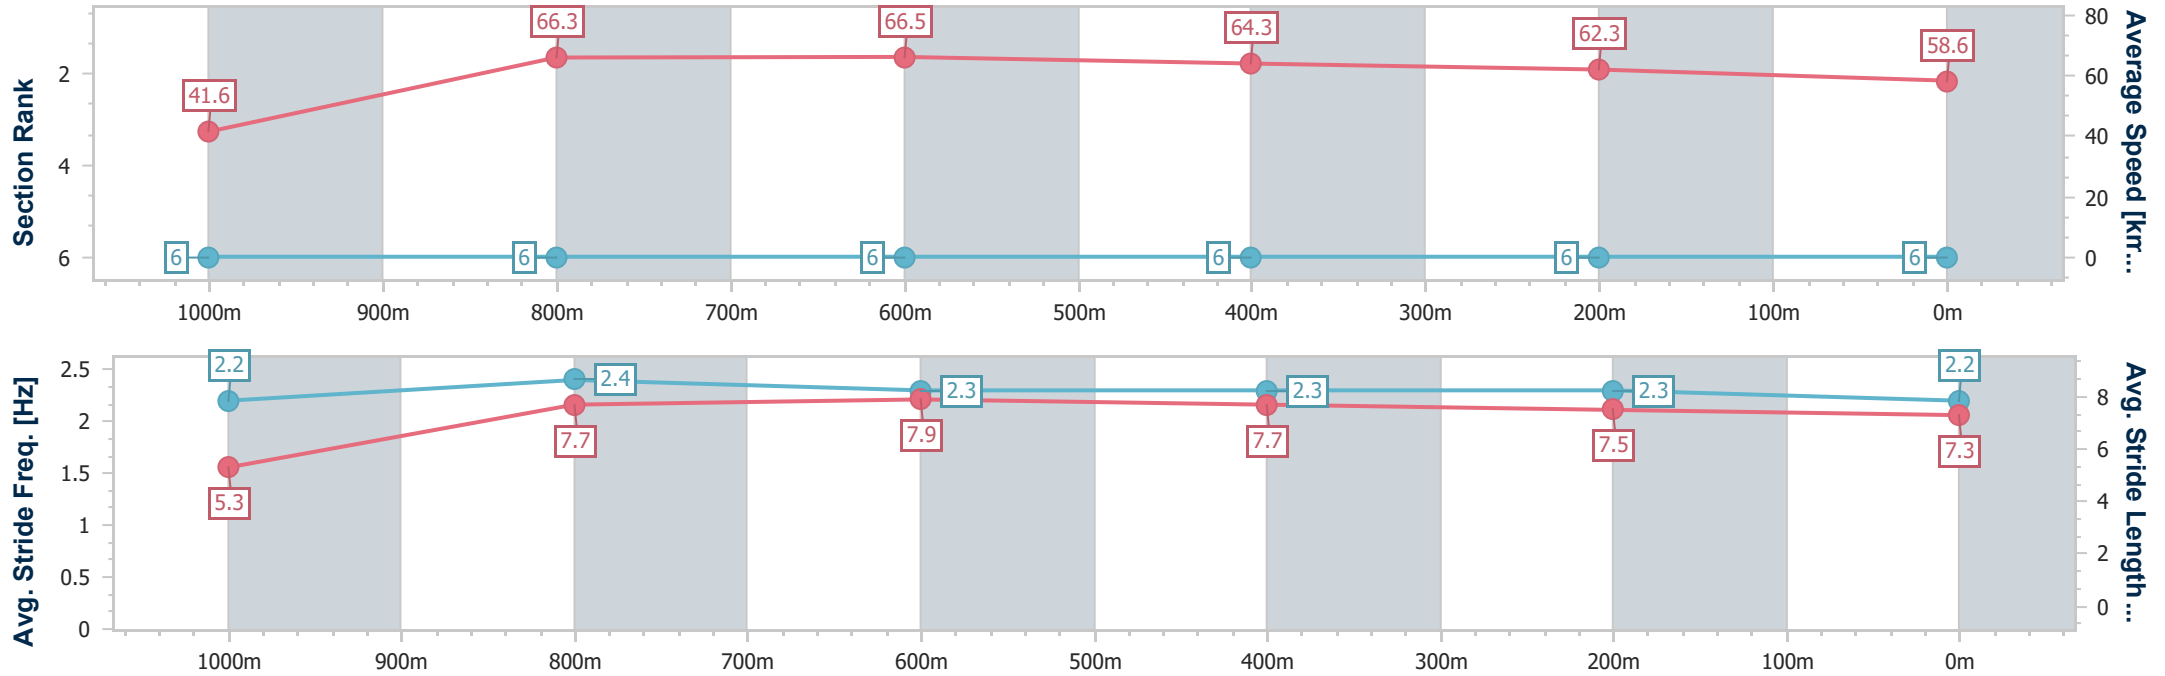 Section Rank
2
4
6
41.6
66.3
66.5
64.3
62.3
58.6
6
6
6
6
6
6
80
60
40
20
0
Average Speed [km...
1000m
900m
800m
700m
600m
500m
400m
300m
200m
100m
0m
Avg. Stride Freq. [Hz]
2.5
2
1.5
1
0.5
0
2.2
2.4
2.3
2.3
2.3
2.2
5.3
7.7
7.9
7.7
7.5
7.3
8
6
4
2
0
Avg. Stride Length...
1000m
900m
800m
700m
600m
500m
400m
300m
200m
100m
0m